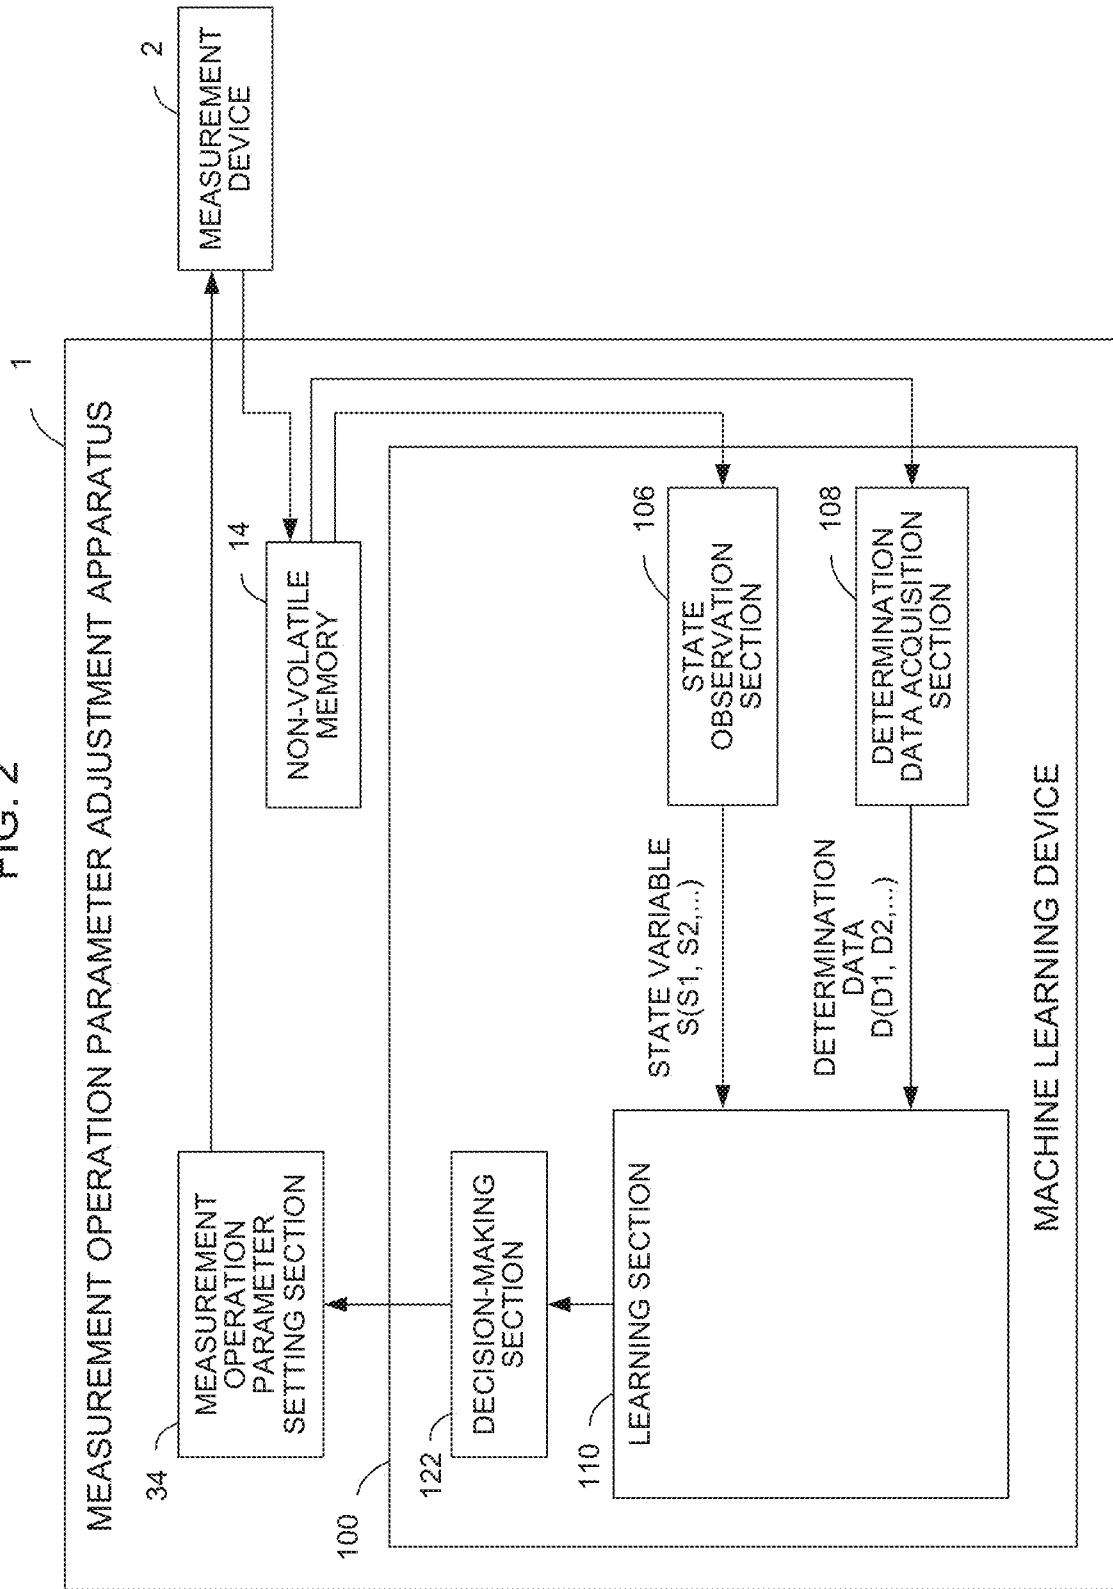 FIG. 2
1
MEASUREMENT OPERATION PARAMETER ADJUSTMENT APPARATUS
34
MEASUREMENT
OPERATION
PARAMETER
SETTING SECTION
2
MEASUREMENT
DEVICE
14
NON-VOLATILE
MEMORY
100
122
DECISION-MAKING
SECTION
110
LEARNING SECTION
STATE VARIABLE
S(S1, S2,...)
106
STATE
OBSERVATION
SECTION
DETERMINATION
DATA
D(D1, D2,...)
108
DETERMINATION
DATA ACQUISITION
SECTION
MACHINE LEARNING DEVICE